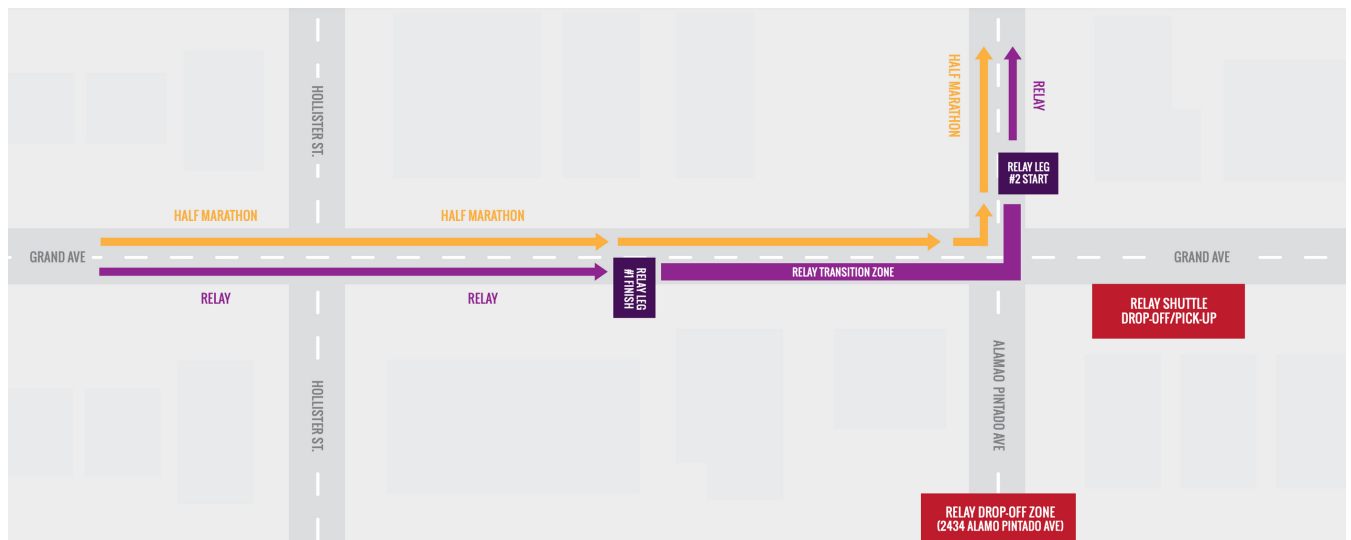 HOLLISTER ST.
HALF MARATHON
RELAY
RELAY LEG
#2 START
HALF MARATHON
HALF MARATHON
GRAND AVE
GRAND AVE
RELAY LEG
#1 FINISH
RELAY TRANSITION ZONE
RELAY
RELAY
RELAY SHUTTLE
DROP-OFF/PICK-UP
HOLLISTER ST.
ALAMAO PINTADO AVE
RELAY DROP-OFF ZONE
(2434 ALAMO PINTADO AVE)